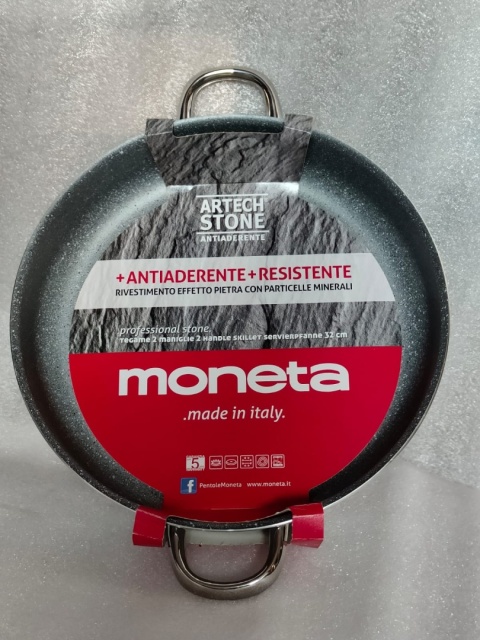 ARTECH
STONE
ANTIADERENTE
+ANTIADERENTE+RESISTENTE
RIVESTIMENTO EFFETTO PIETRA CON PARTICELLE MINERALI
professional stone.
TEGAME 2 MANIGLIE 2 HANDLE SKILLET SERVIERPFANNE 32 cm
moneta
.made in italy.
5
PentoleMoneta www.moneta.it